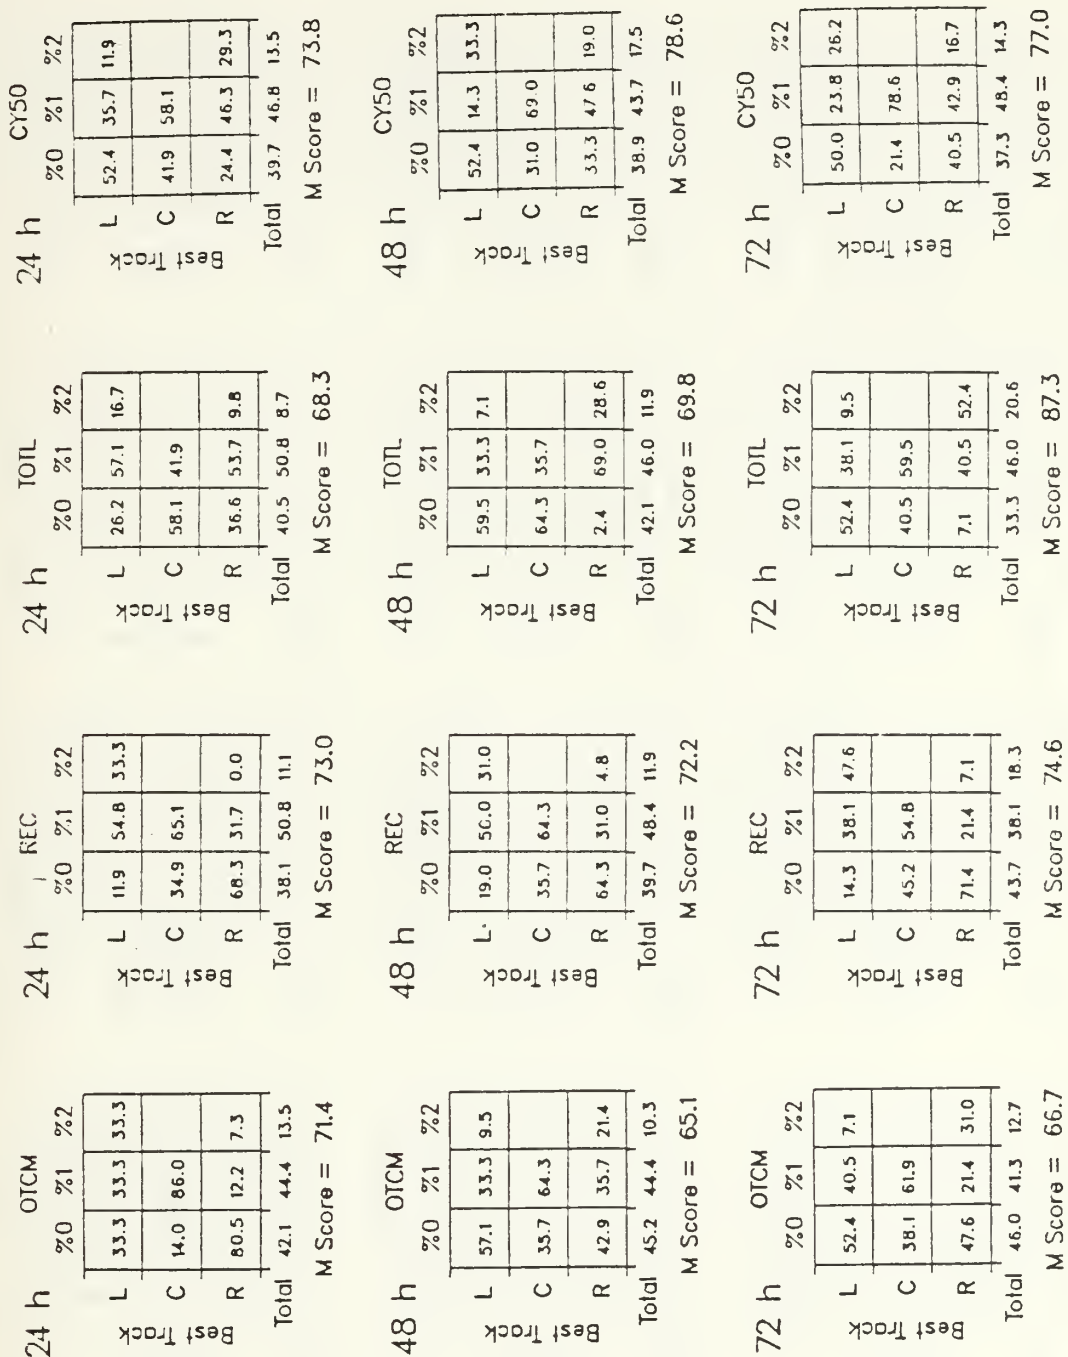 24 h OTCM
%0 %1 %2
Best Track
L 33.3 33.3 33.3
C 14.0 86.0
R 80.5 12.2 7.3
Total 42.1 44.4 13.5
M Score = 71.4
24 h REC
%0 %1 %2
Best Track
L 11.9 54.8 33.3
C 34.9 65.1
R 68.3 31.7 0.0
Total 38.1 50.8 11.1
M Score = 73.0
24 h TOTL
%0 %1 %2
Best Track
L 26.2 57.1 16.7
C 58.1 41.9
R 36.6 53.7 9.8
Total 40.5 50.8 8.7
M Score = 68.3
24 h CY50
%0 %1 %2
Best Track
L 52.4 35.7 11.9
C 41.9 58.1
R 24.4 46.3 29.3
Total 39.7 46.8 13.5
M Score = 73.8
48 h OTCM
%0 %1 %2
Best Track
L 57.1 33.3 9.5
C 35.7 64.3
R 42.9 35.7 21.4
Total 45.2 44.4 10.3
M Score = 65.1
48 h REC
%0 %1 %2
Best Track
L 19.0 50.0 31.0
C 35.7 64.3
R 64.3 31.0 4.8
Total 39.7 48.4 11.9
M Score = 72.2
48 h TOTL
%0 %1 %2
Best Track
L 59.5 33.3 7.1
C 64.3 35.7
R 2.4 69.0 28.6
Total 42.1 46.0 11.9
M Score = 69.8
48 h CY50
%0 %1 %2
Best Track
L 52.4 14.3 33.3
C 31.0 69.0
R 33.3 47.6 19.0
Total 38.9 43.7 17.5
M Score = 78.6
72 h OTCM
%0 %1 %2
Best Track
L 52.4 40.5 7.1
C 38.1 61.9
R 47.6 21.4 31.0
Total 46.0 41.3 12.7
M Score = 66.7
72 h REC
%0 %1 %2
Best Track
L 14.3 38.1 47.6
C 45.2 54.8
R 71.4 21.4 7.1
Total 43.7 38.1 18.3
M Score = 74.6
72 h TOTL
%0 %1 %2
Best Track
L 52.4 38.1 9.5
C 40.5 59.5
R 7.1 40.5 52.4
Total 33.3 46.0 20.6
M Score = 87.3
72 h CY50
%0 %1 %2
Best Track
L 50.0 23.8 26.2
C 21.4 78.6
R 40.5 42.9 16.7
Total 37.3 48.4 14.3
M Score = 77.0